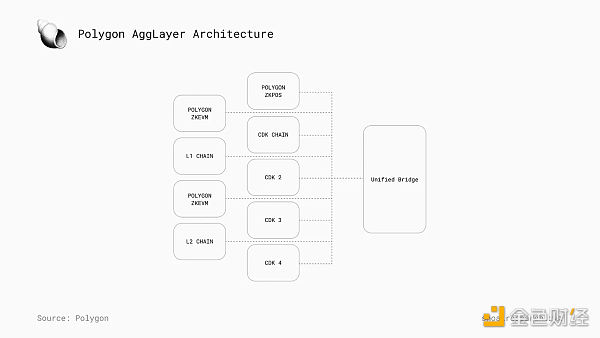 Polygon AggLayer Architecture
POLYGON
ZKPOS
POLYGON
ZKEVM
CDK CHAIN
L1 CHAIN
CDK 2
Unified Bridge
POLYGON
ZKEVM
CDK 3
L2 CHAIN
CDK 4
Source: Polygon
金色财经